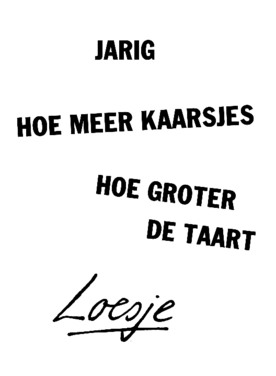 JARIG
HOE MEER KAARSJES
HOE GROTER
DE TAART
Loesje